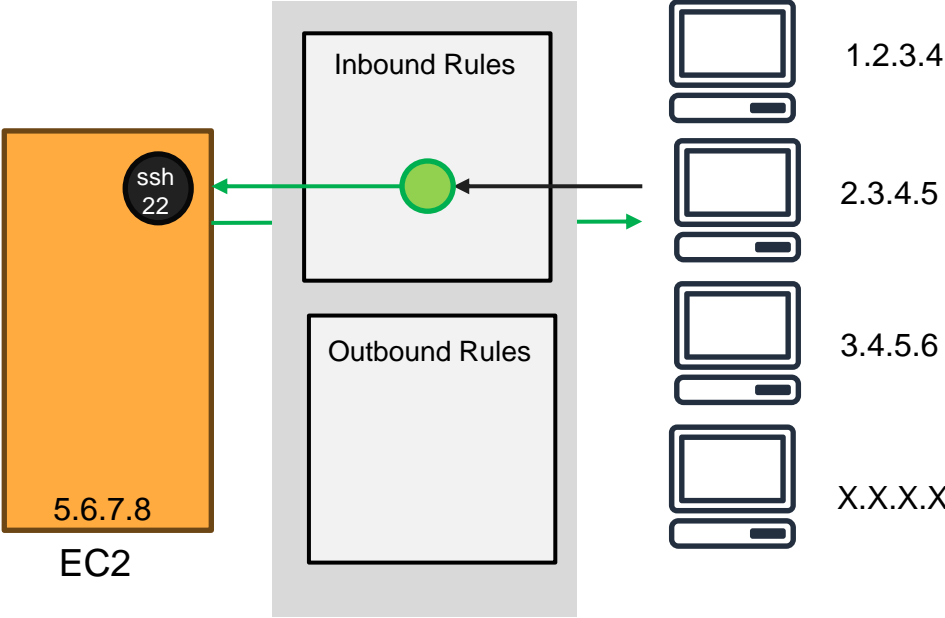 Inbound Rules
1.2.3.4
ssh
22
2.3.4.5
Outbound Rules
3.4.5.6
5.6.7.8
X.X.X.X
EC2